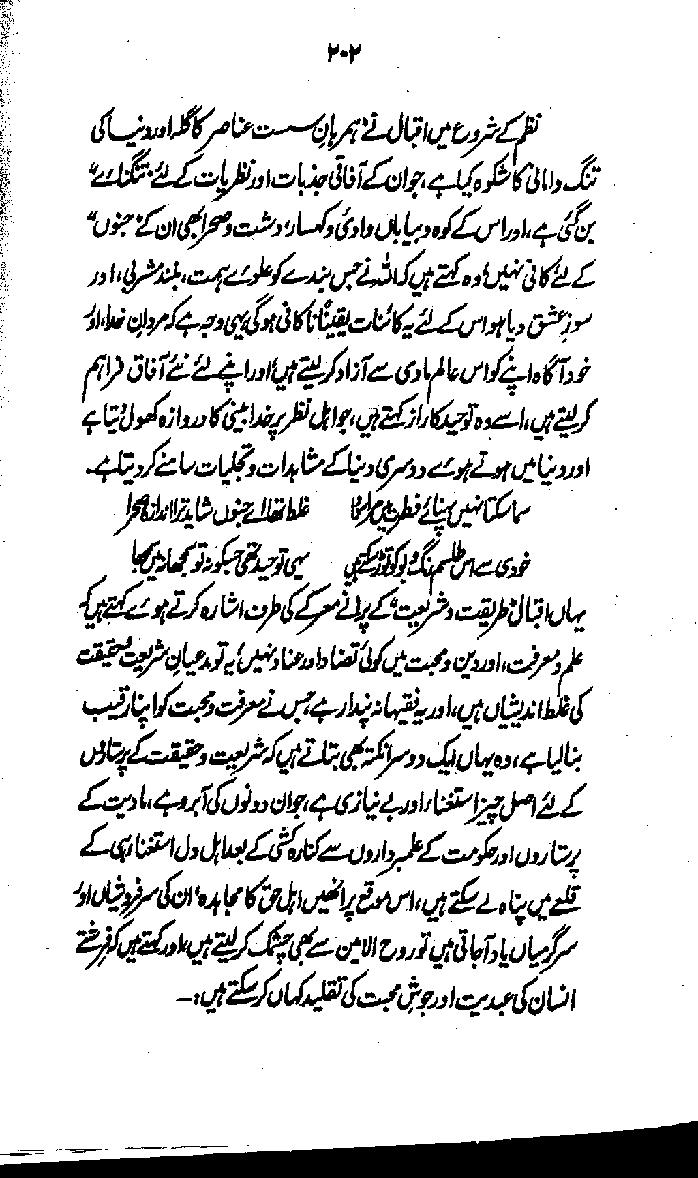 ۲۰۲
نظم کے شروع میں اقبال نے ہمرہانِ سست عناصر کا گلہ اور دنیا کی
تنگ دامانی کا شکوہ کیا ہے، جو ان کے آفاقی جذبات اور نظریات کے لئے "تنگنائے"
بن گئی ہے، اور اس کے کوہ و بیاباں وادی و کہسار، دشت و صحرا بھی ان کے "جنوں"
کے لئے کافی نہیں، وہ کہتے ہیں کہ اللہ نے جس بندے کو علوے ہمت، بلند مشربی، اور
سوزِ عشق دیا ہو اس کے لئے یہ کائنات یقیناً ناکافی ہوگی یہی وجہ ہے کہ مردانِ خدا، اور
خود آگاہ اپنے کو اس عالم مادی سے آزاد کر لیتے ہیں، اور اپنے لئے نئے آفاق فراہم
کر لیتے ہیں، اسے وہ توحید کا راز کہتے ہیں، جو اہل نظر پر خدا بینی کا دروازہ کھول دیتا ہے
اور دنیا میں ہوتے ہوئے دوسری دنیا کے مشاہدات و تجلیات سامنے کر دیتا ہے۔
سما سکتا نہیں پہنائے فطرت میں مرا سودا غلط تھا اے جنوں شاید ترا اندازۂ صحرا
خودی سے اس طلسمِ رنگ و بو کو توڑ سکتے ہیں یہی توحید تھی جس کو نہ تو سمجھا نہ میں سمجھا
یہاں اقبال "طریقت و شریعت" کے پرانے معرکے کی طرف اشارہ کرتے ہوئے کہتے ہیں کہ
علم و معرفت، اور دین و محبت میں کوئی تضاد اور عناد نہیں، یہ تو مدعیانِ شریعت و حقیقت
کی غلط اندیشیاں ہیں، اور یہ فقیہانہ پندار ہے، جس نے معرفت و محبت کو اپنا رقیب
بنا لیا ہے، وہ یہاں ایک دوسرا نکتہ بھی بتاتے ہیں کہ شریعت و حقیقت کے پرستاروں
کے لئے اصل چیز استغناء اور بے نیازی ہے، جو ان دونوں کی آبرو ہے، مادیت کے
پرستاروں اور حکومت کے علمبرداروں سے کنارہ کشی کے بعد اہل دل استغناء ہی کے
قلعے میں پناہ لے سکتے ہیں، اس موقع پر انھیں اہل حق کا مجاہدہ، ان کی سرفروشیاں اور
سرگرمیاں یاد آ جاتی ہیں تو روح الامین سے بھی چشمک کر لیتے ہیں، اور کہتے ہیں کہ فرشتے
انسان کی عبدیت اور جوشِ محبت کی تقلید کہاں کر سکتے ہیں:۔